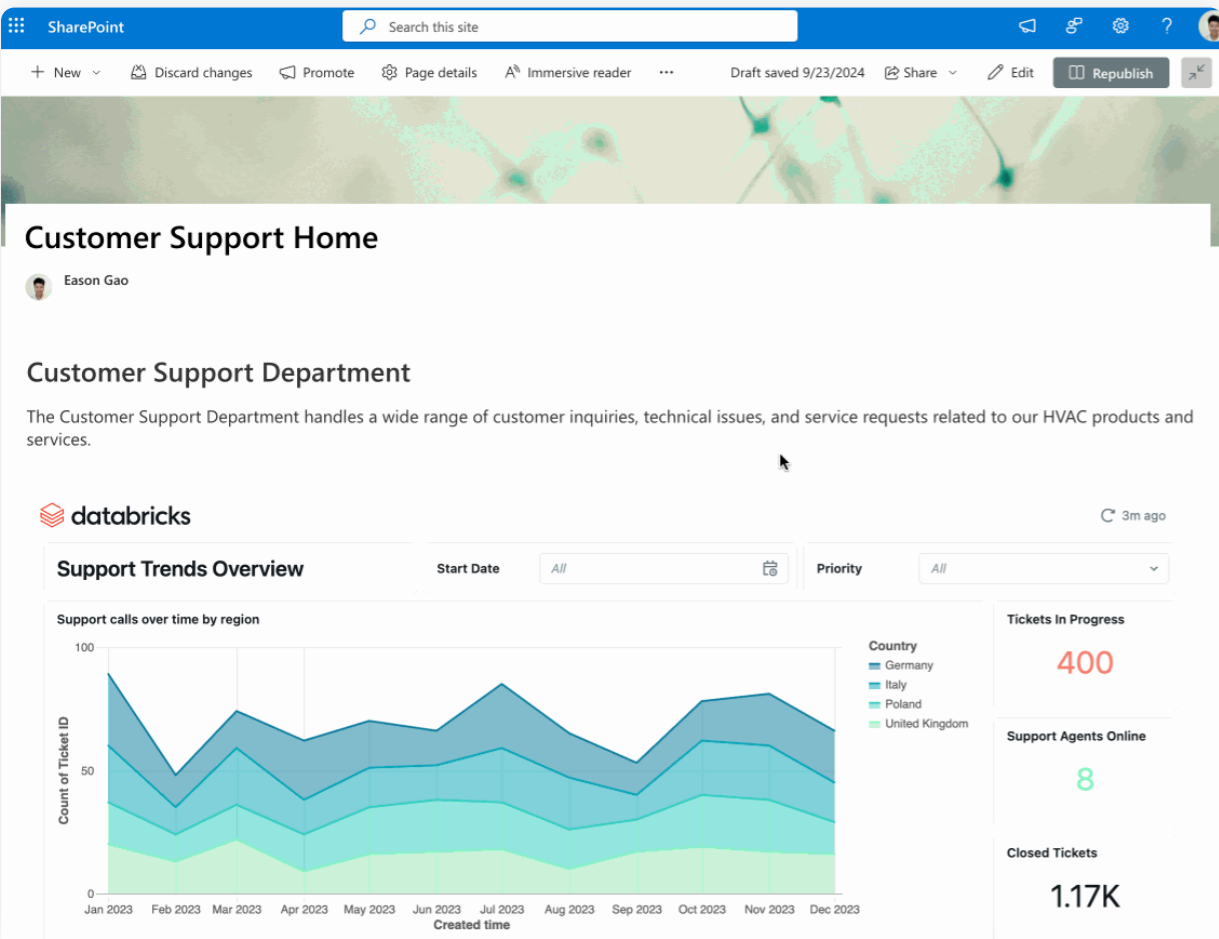 SharePoint
Search this site
?
+ New
Discard changes
Promote
Page details
Immersive reader
...
Draft saved 9/23/2024
Share
Edit
Republish
Customer Support Home
Eason Gao
Customer Support Department
The Customer Support Department handles a wide range of customer inquiries, technical issues, and service requests related to our HVAC products and
services.
databricks
3m ago
Support Trends Overview
Start Date
All
Priority
All
Support calls over time by region
100
50
0
Count of Ticket ID
Jan 2023 Feb 2023 Mar 2023 Apr 2023 May 2023 Jun 2023 Jul 2023 Aug 2023 Sep 2023 Oct 2023 Nov 2023 Dec 2023
Created time
Country
Germany
Italy
Poland
United Kingdom
Tickets In Progress
400
Support Agents Online
8
Closed Tickets
1.17K